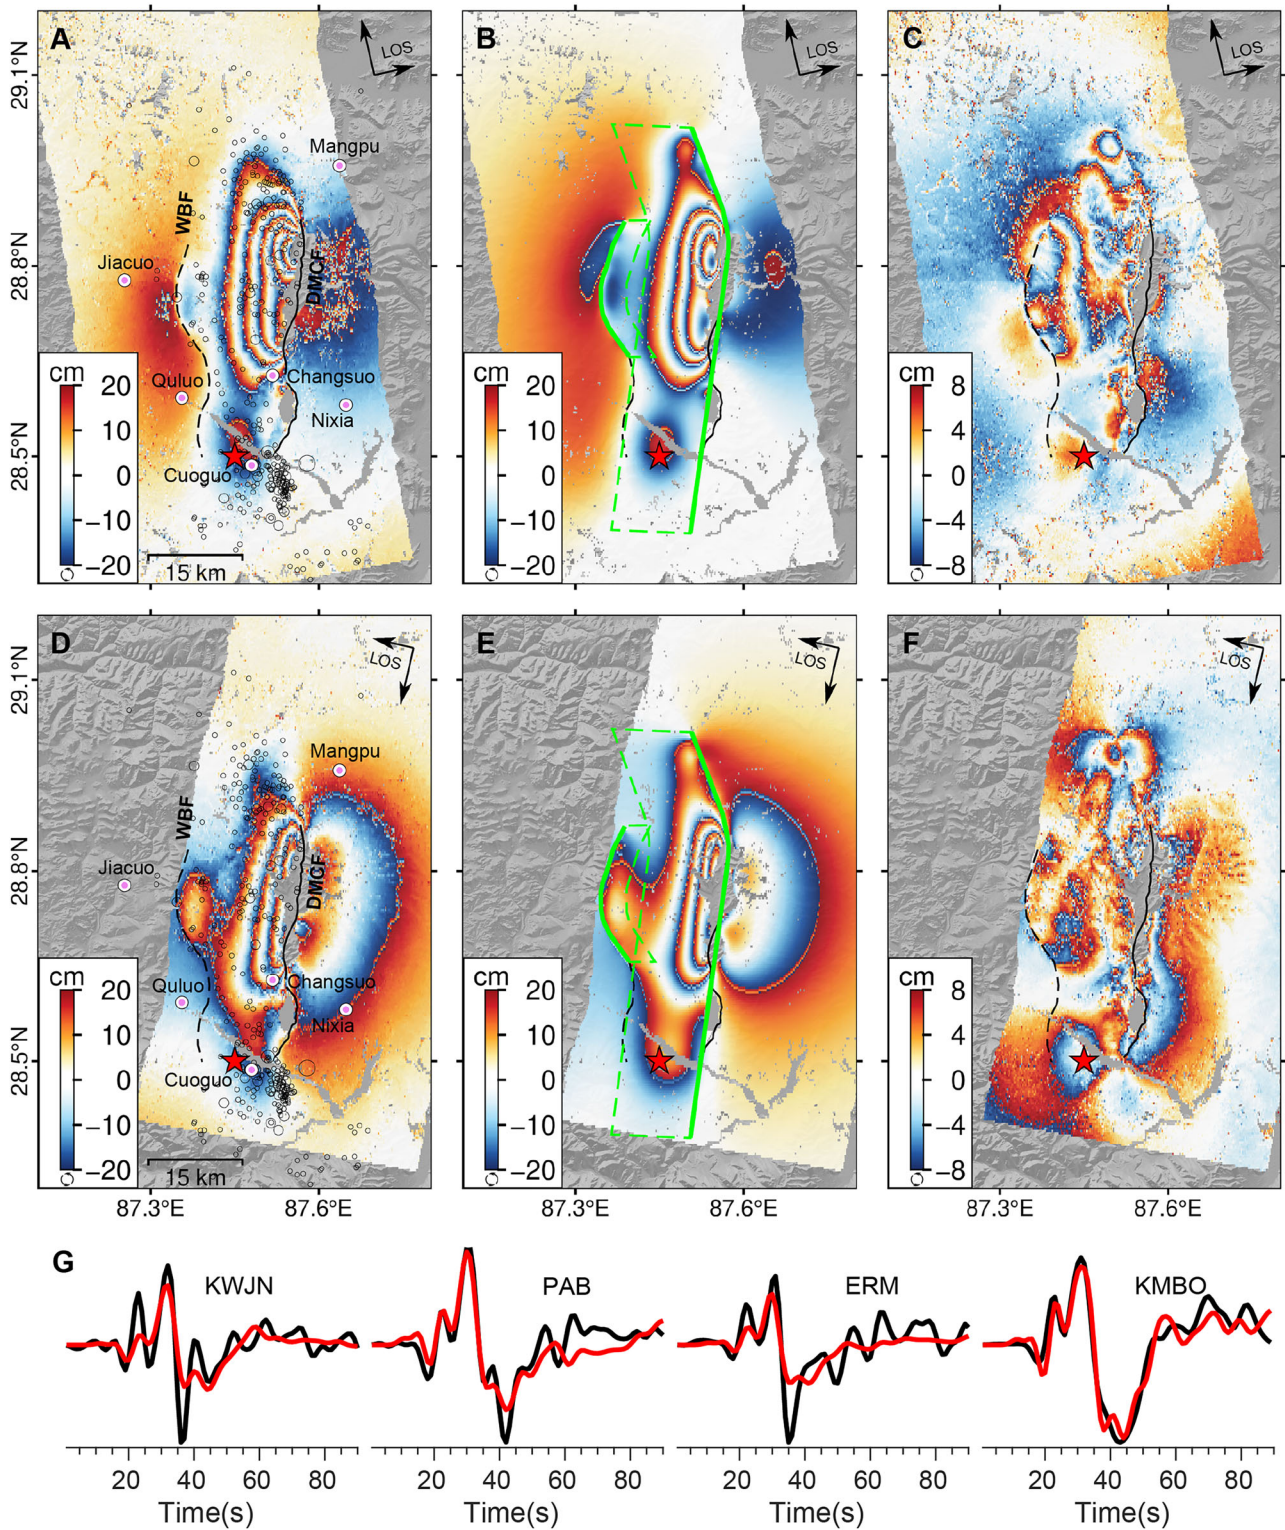 A
LOS
B
LOS
C
LOS
29.1°N
28.8°N
28.5°N
Mangpu
WBF
Jiacuo
DMCF
Quluo
Changsuo
Nixia
Cuoguo
cm
20
10
0
−10
−20
15 km
cm
20
10
0
−10
−20
cm
8
4
0
−4
−8
D
LOS
E
LOS
F
LOS
29.1°N
28.8°N
28.5°N
Mangpu
WBF
Jiacuo
DMCF
Quluo
Changsuo
Nixia
Cuoguo
cm
20
10
0
−10
−20
15 km
cm
20
10
0
−10
−20
cm
8
4
0
−4
−8
87.3°E 87.6°E 87.3°E 87.6°E 87.3°E 87.6°E
G
KWJN PAB ERM KMBO
20 40 60 80 20 40 60 80 20 40 60 80 20 40 60 80
Time(s) Time(s) Time(s) Time(s)